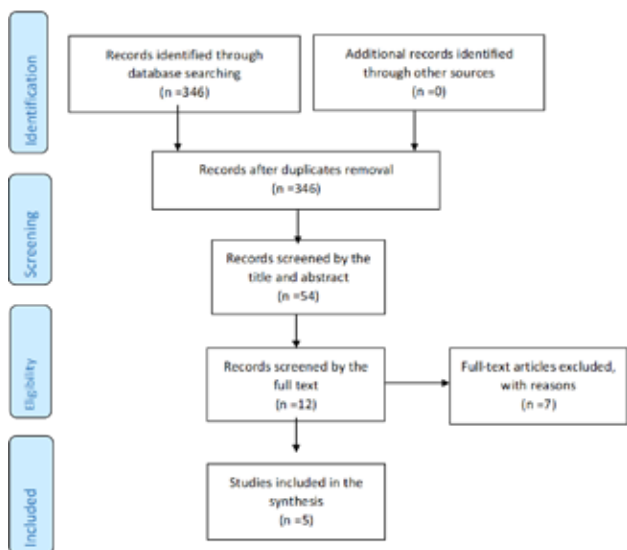 Identification
Records identified through
database searching
(n =346)
Additional records identified
through other sources
(n =0)
Records after duplicates removal
(n =346)
Screening
Records screened by the
title and abstract
(n =54)
Eligibility
Records screened by the
full text
(n =12)
Full-text articles excluded,
with reasons
(n =7)
Included
Studies included in the
synthesis
(n =5)